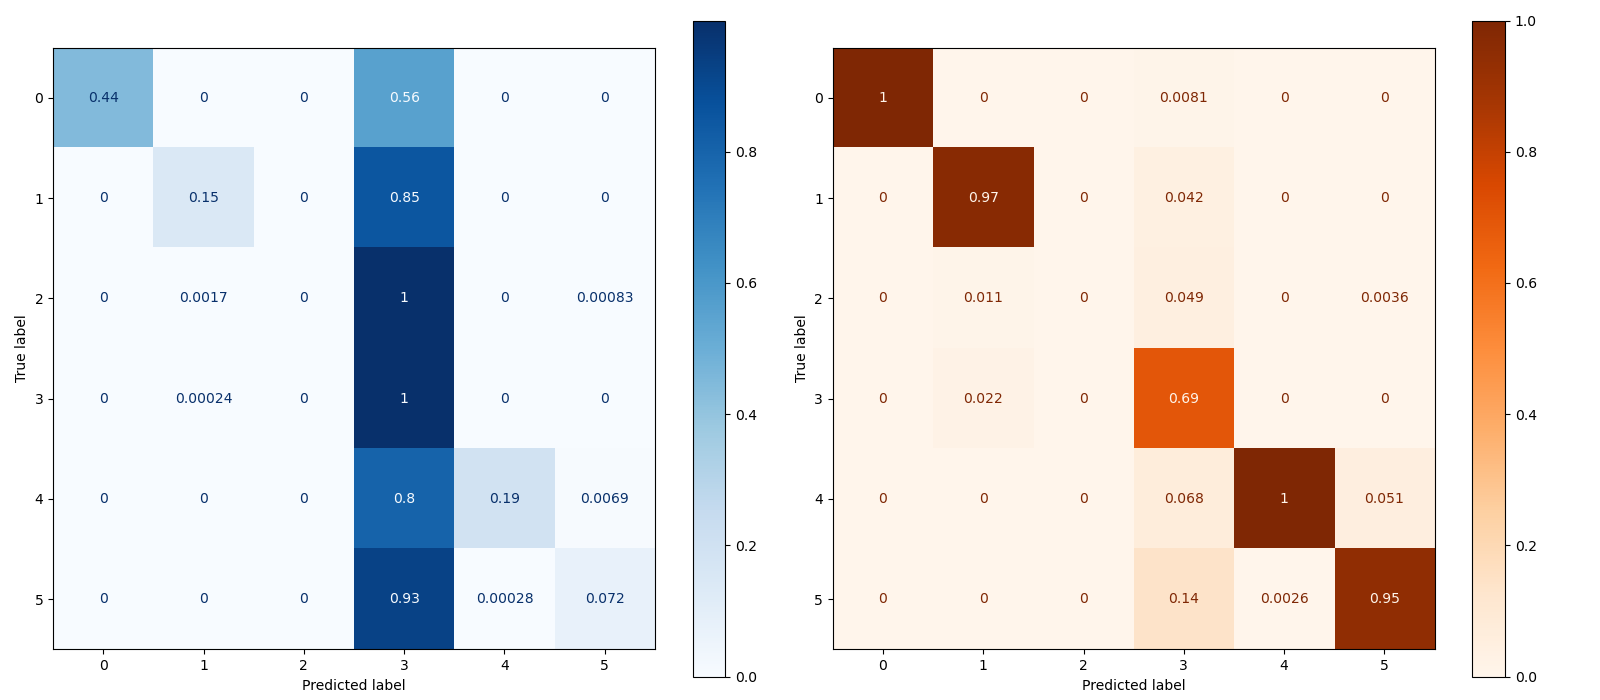 0 0.44 0 0 0.56 0 0
1 0 0.15 0 0.85 0 0
2 0 0.0017 0 1 0 0.00083
3 0 0.00024 0 1 0 0
4 0 0 0 0.8 0.19 0.0069
5 0 0 0 0.93 0.00028 0.072
0 1 2 3 4 5
Predicted label
True label
0.8
0.6
0.4
0.2
0.0
0 1 0 0 0.0081 0 0
1 0 0.97 0 0.042 0 0
2 0 0.011 0 0.049 0 0.0036
3 0 0.022 0 0.69 0 0
4 0 0 0 0.068 1 0.051
5 0 0 0 0.14 0.0026 0.95
0 1 2 3 4 5
Predicted label
True label
1.0
0.8
0.6
0.4
0.2
0.0